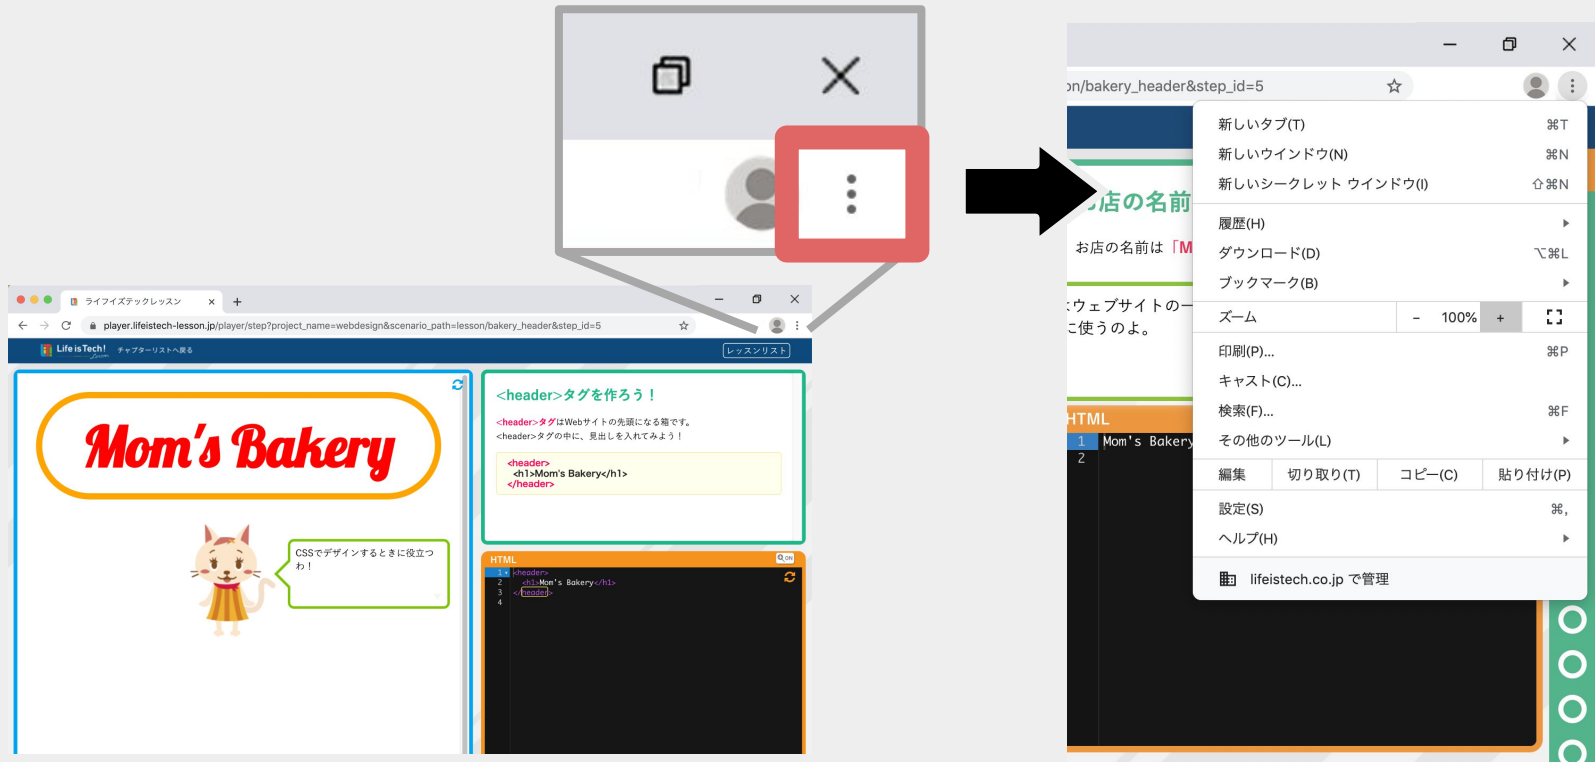 ライフイズテックレッスン
player.lifeistech-lesson.jp/player/step?project_name=webdesign&scenario_path=lesson/bakery_header&step_id=5
Life is Tech! Lesson
チャプターリストへ戻る
レッスンリスト
Mom's Bakery
CSSでデザインするときに役立つ
わ！
<header>タグを作ろう！
<header>タグはWebサイトの先頭になる箱です。
<header>タグの中に、見出しを入れてみよう！
<header>
<h1>Mom's Bakery</h1>
</header>
HTML
ON
1 <header>
2 <h1>Mom's Bakery</h1>
3 </header>
4
on/bakery_header&step_id=5
店の名前
お店の名前は「M
ウェブサイトの一
に使うのよ。
HTML
1 Mom's Bakery
2
新しいタブ(T) ⌘T
新しいウインドウ(N) ⌘N
新しいシークレット ウインドウ(I) ⇧⌘N
履歴(H)
ダウンロード(D) ⌥⌘L
ブックマーク(B)
ズーム - 100% +
印刷(P)... ⌘P
キャスト(C)...
検索(F)... ⌘F
その他のツール(L)
編集 切り取り(T) コピー(C) 貼り付け(P)
設定(S) ⌘,
ヘルプ(H)
lifeistech.co.jp で管理